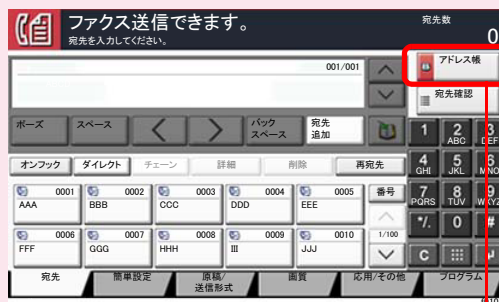 ファクス送信できます。
宛先を入力してください。
宛先数
0
001/001
アドレス帳
宛先確認
ポーズ
スペース
バックスペース
宛先追加
1
2 ABC
3 DEF
オンフック
ダイレクト
チェーン
詳細
削除
再宛先
4 GHI
5 JKL
6 MNO
0001
AAA
0002
BBB
0003
CCC
0004
DDD
0005
EEE
番号
7 PQRS
8 TUV
9 WXYZ
0006
FFF
0007
GGG
0008
HHH
0009
III
0010
JJJ
1/100
*/.
0
#
C
宛先
簡単設定
原稿/
送信形式
画質
応用/その他
プログラム